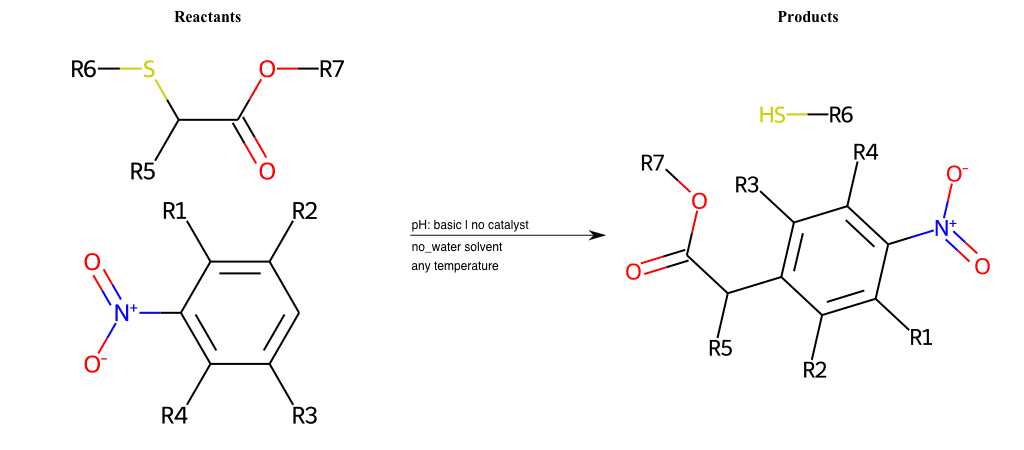 Reactants
Products
R6 S O R7
R5 O
R1 R2
O
N+
O-
R4 R3
pH: basic | no catalyst
no_water solvent
any temperature
HS R6
R7 R3 R4 O-
O N+
O O
R5 R2 R1